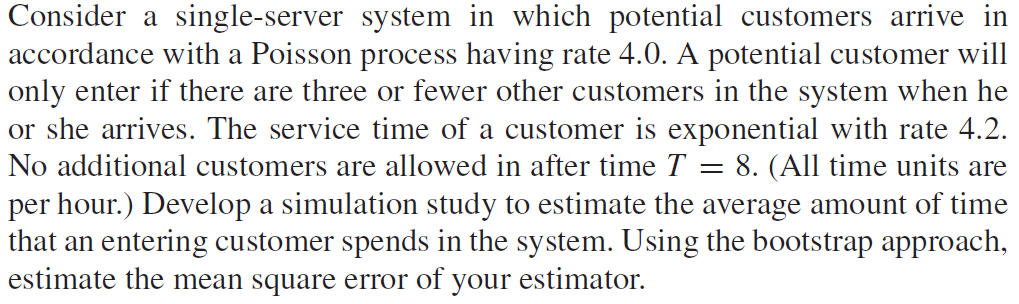 Consider a single-server system in which potential customers arrive in
accordance with a Poisson process having rate 4.0. A potential customer will
only enter if there are three or fewer other customers in the system when he
or she arrives. The service time of a customer is exponential with rate 4.2.
No additional customers are allowed in after time T = 8. (All time units are
per hour.) Develop a simulation study to estimate the average amount of time
that an entering customer spends in the system. Using the bootstrap approach,
estimate the mean square error of your estimator.